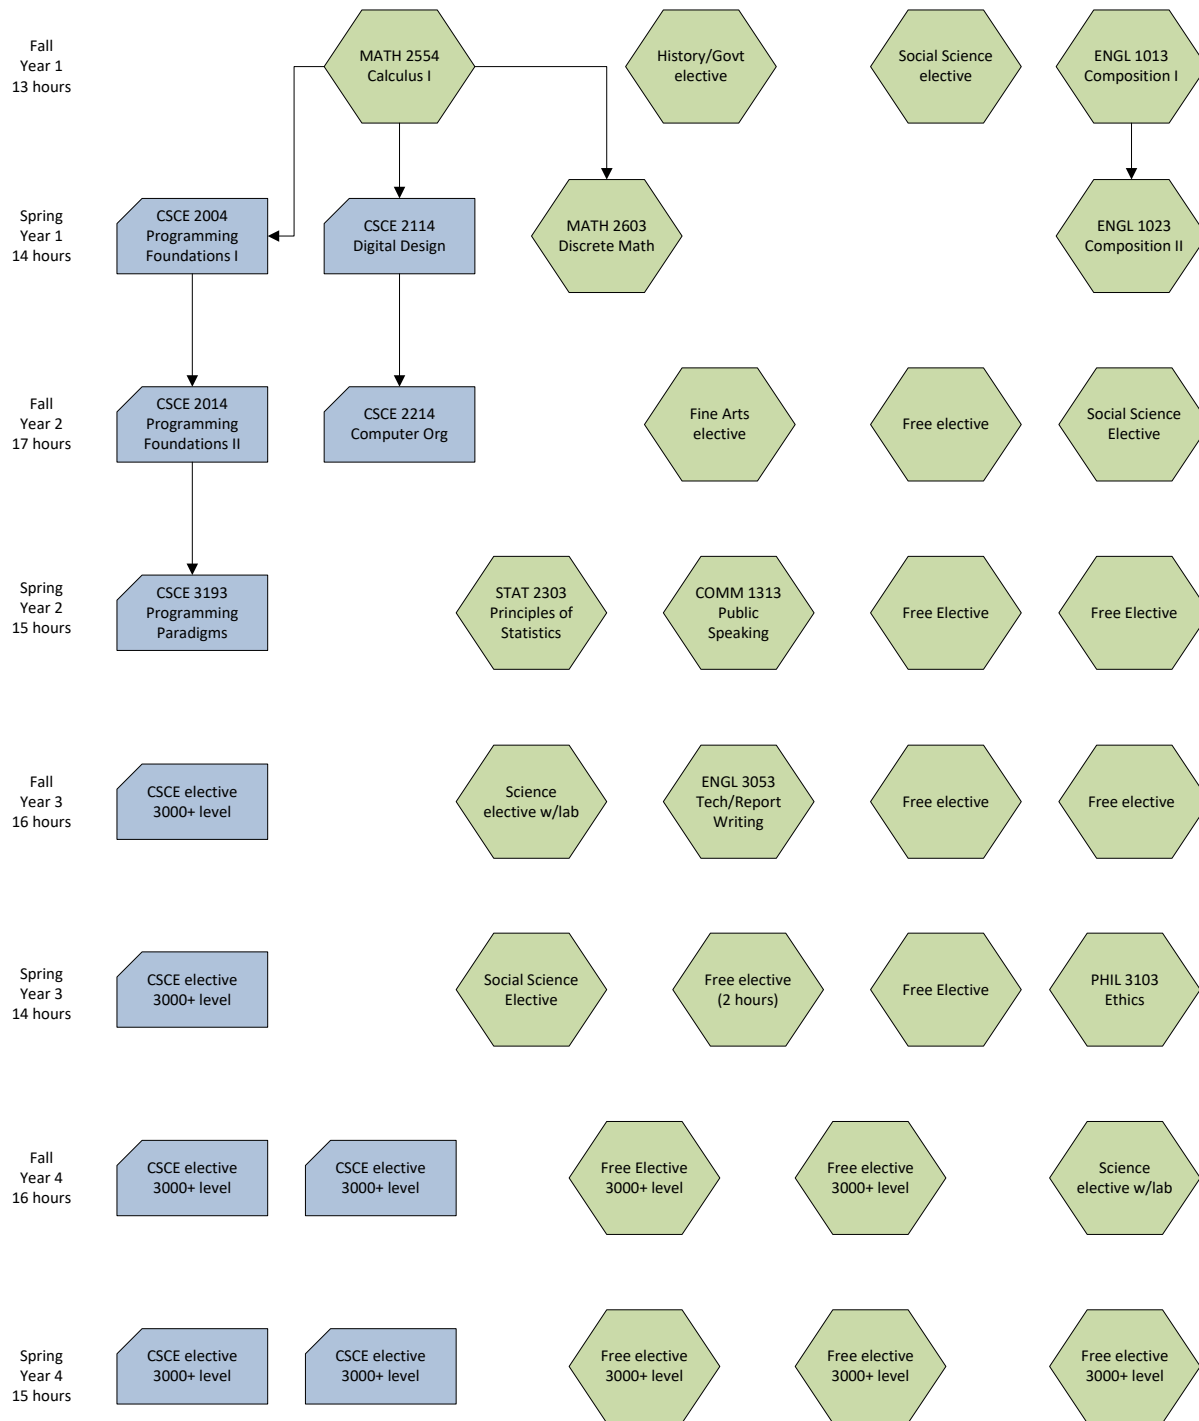 Fall
Year 1
13 hours
MATH 2554
Calculus I
History/Govt
elective
Social Science
elective
ENGL 1013
Composition I
Spring
Year 1
14 hours
CSCE 2004
Programming
Foundations I
CSCE 2114
Digital Design
MATH 2603
Discrete Math
ENGL 1023
Composition II
Fall
Year 2
17 hours
CSCE 2014
Programming
Foundations II
CSCE 2214
Computer Org
Fine Arts
elective
Free elective
Social Science
Elective
Spring
Year 2
15 hours
CSCE 3193
Programming
Paradigms
STAT 2303
Principles of
Statistics
COMM 1313
Public
Speaking
Free Elective
Free Elective
Fall
Year 3
16 hours
CSCE elective
3000+ level
Science
elective w/lab
ENGL 3053
Tech/Report
Writing
Free elective
Free elective
Spring
Year 3
14 hours
CSCE elective
3000+ level
Social Science
Elective
Free elective
(2 hours)
Free Elective
PHIL 3103
Ethics
Fall
Year 4
16 hours
CSCE elective
3000+ level
CSCE elective
3000+ level
Free Elective
3000+ level
Free elective
3000+ level
Science
elective w/lab
Spring
Year 4
15 hours
CSCE elective
3000+ level
CSCE elective
3000+ level
Free elective
3000+ level
Free elective
3000+ level
Free elective
3000+ level